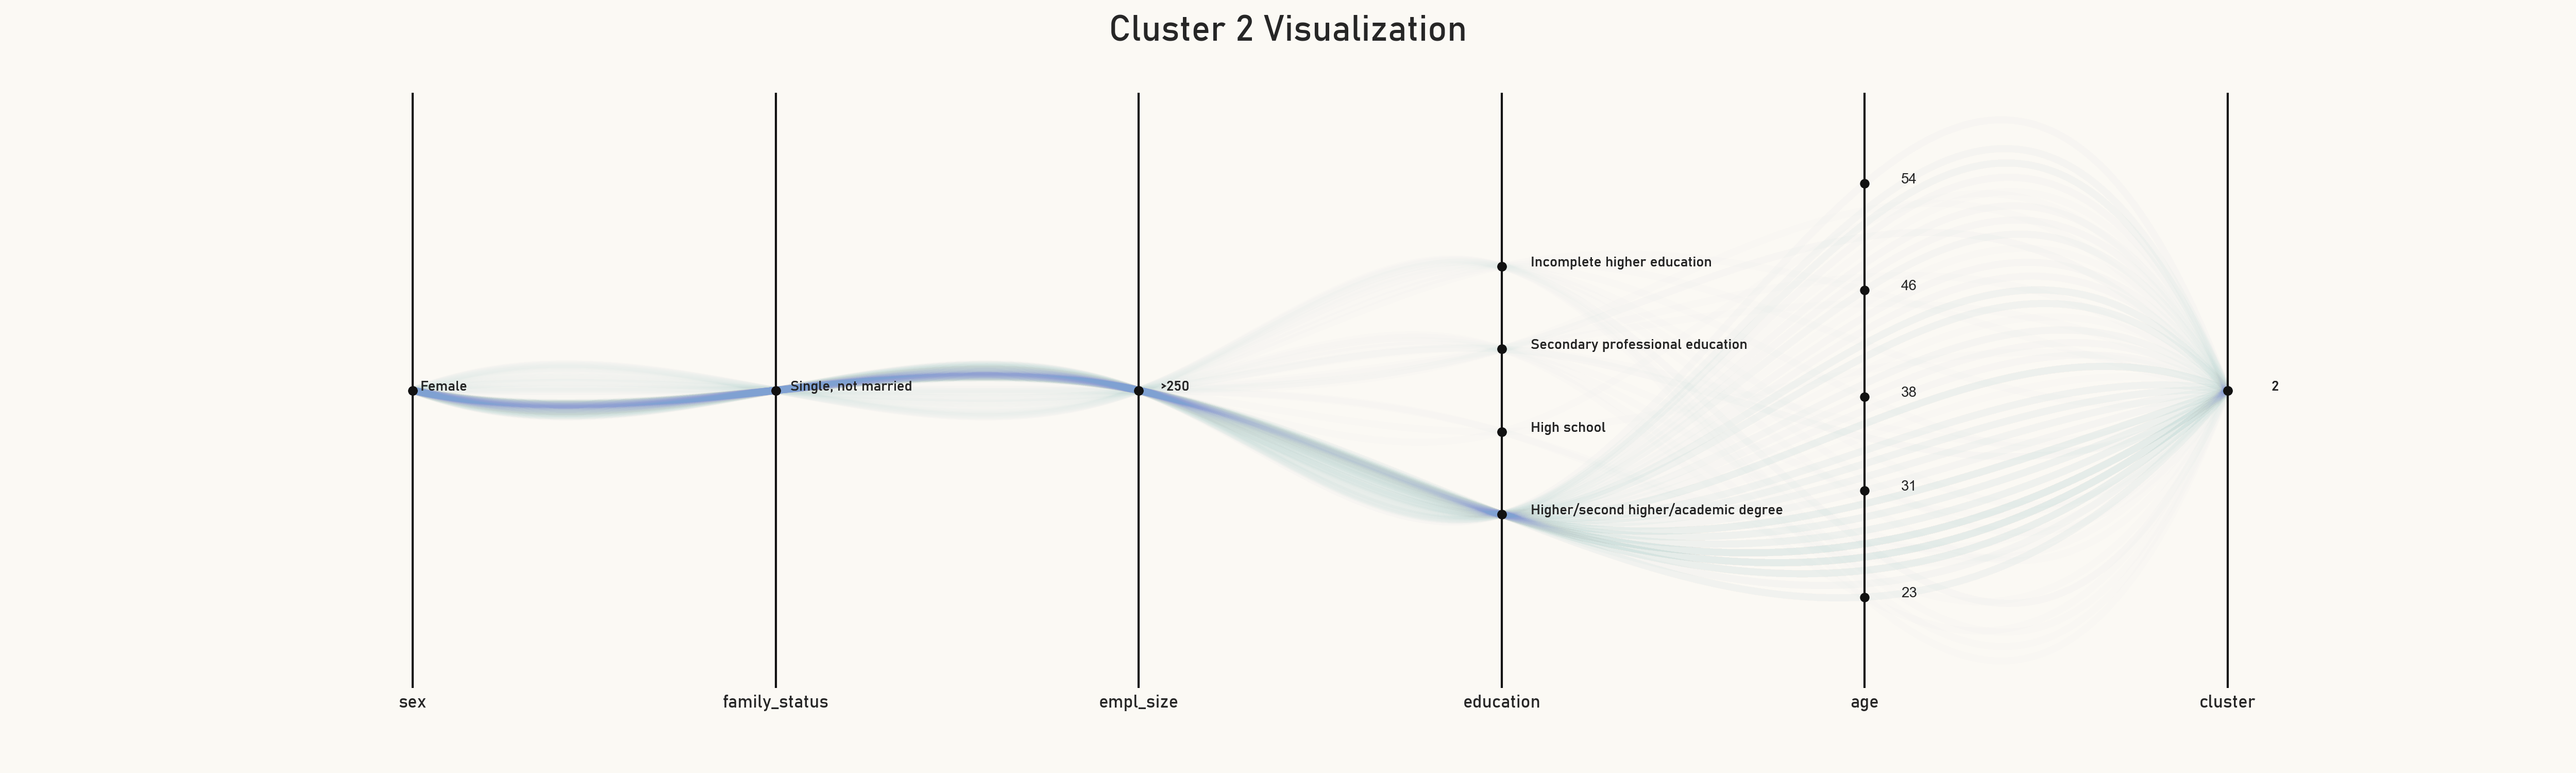 Cluster 2 Visualization
54
Incomplete higher education
46
Secondary professional education
Female
Single, not married
>250
38
2
High school
31
Higher/second higher/academic degree
23
sex
family_status
empl_size
education
age
cluster